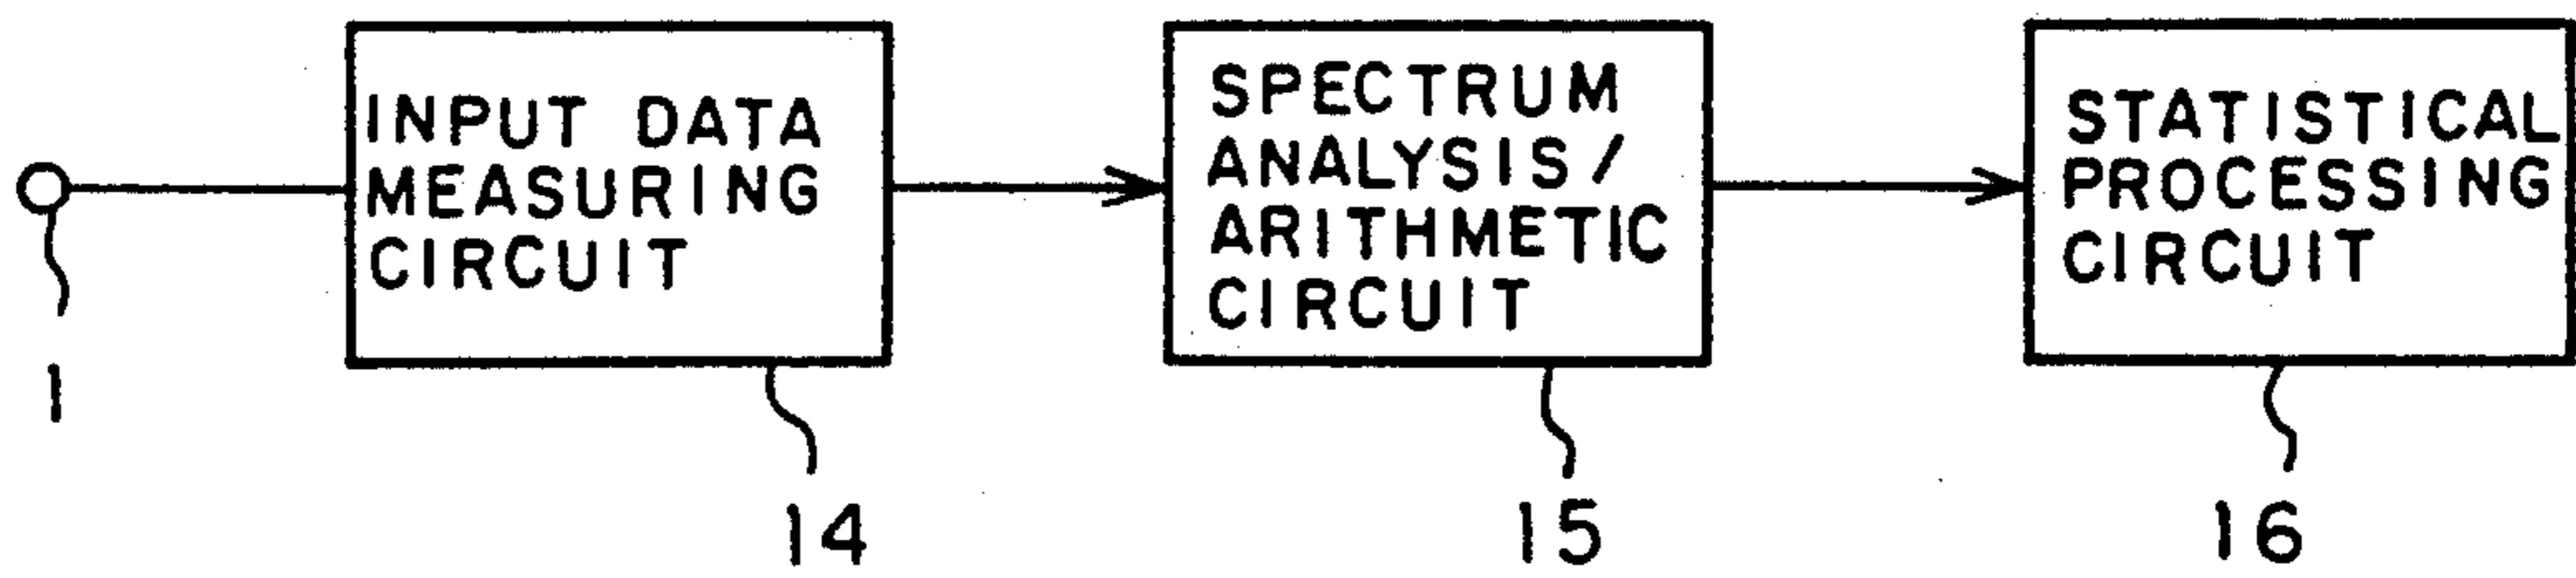 INPUT DATA
MEASURING
CIRCUIT
SPECTRUM
ANALYSIS/
ARITHMETIC
CIRCUIT
STATISTICAL
PROCESSING
CIRCUIT
1
14
15
16